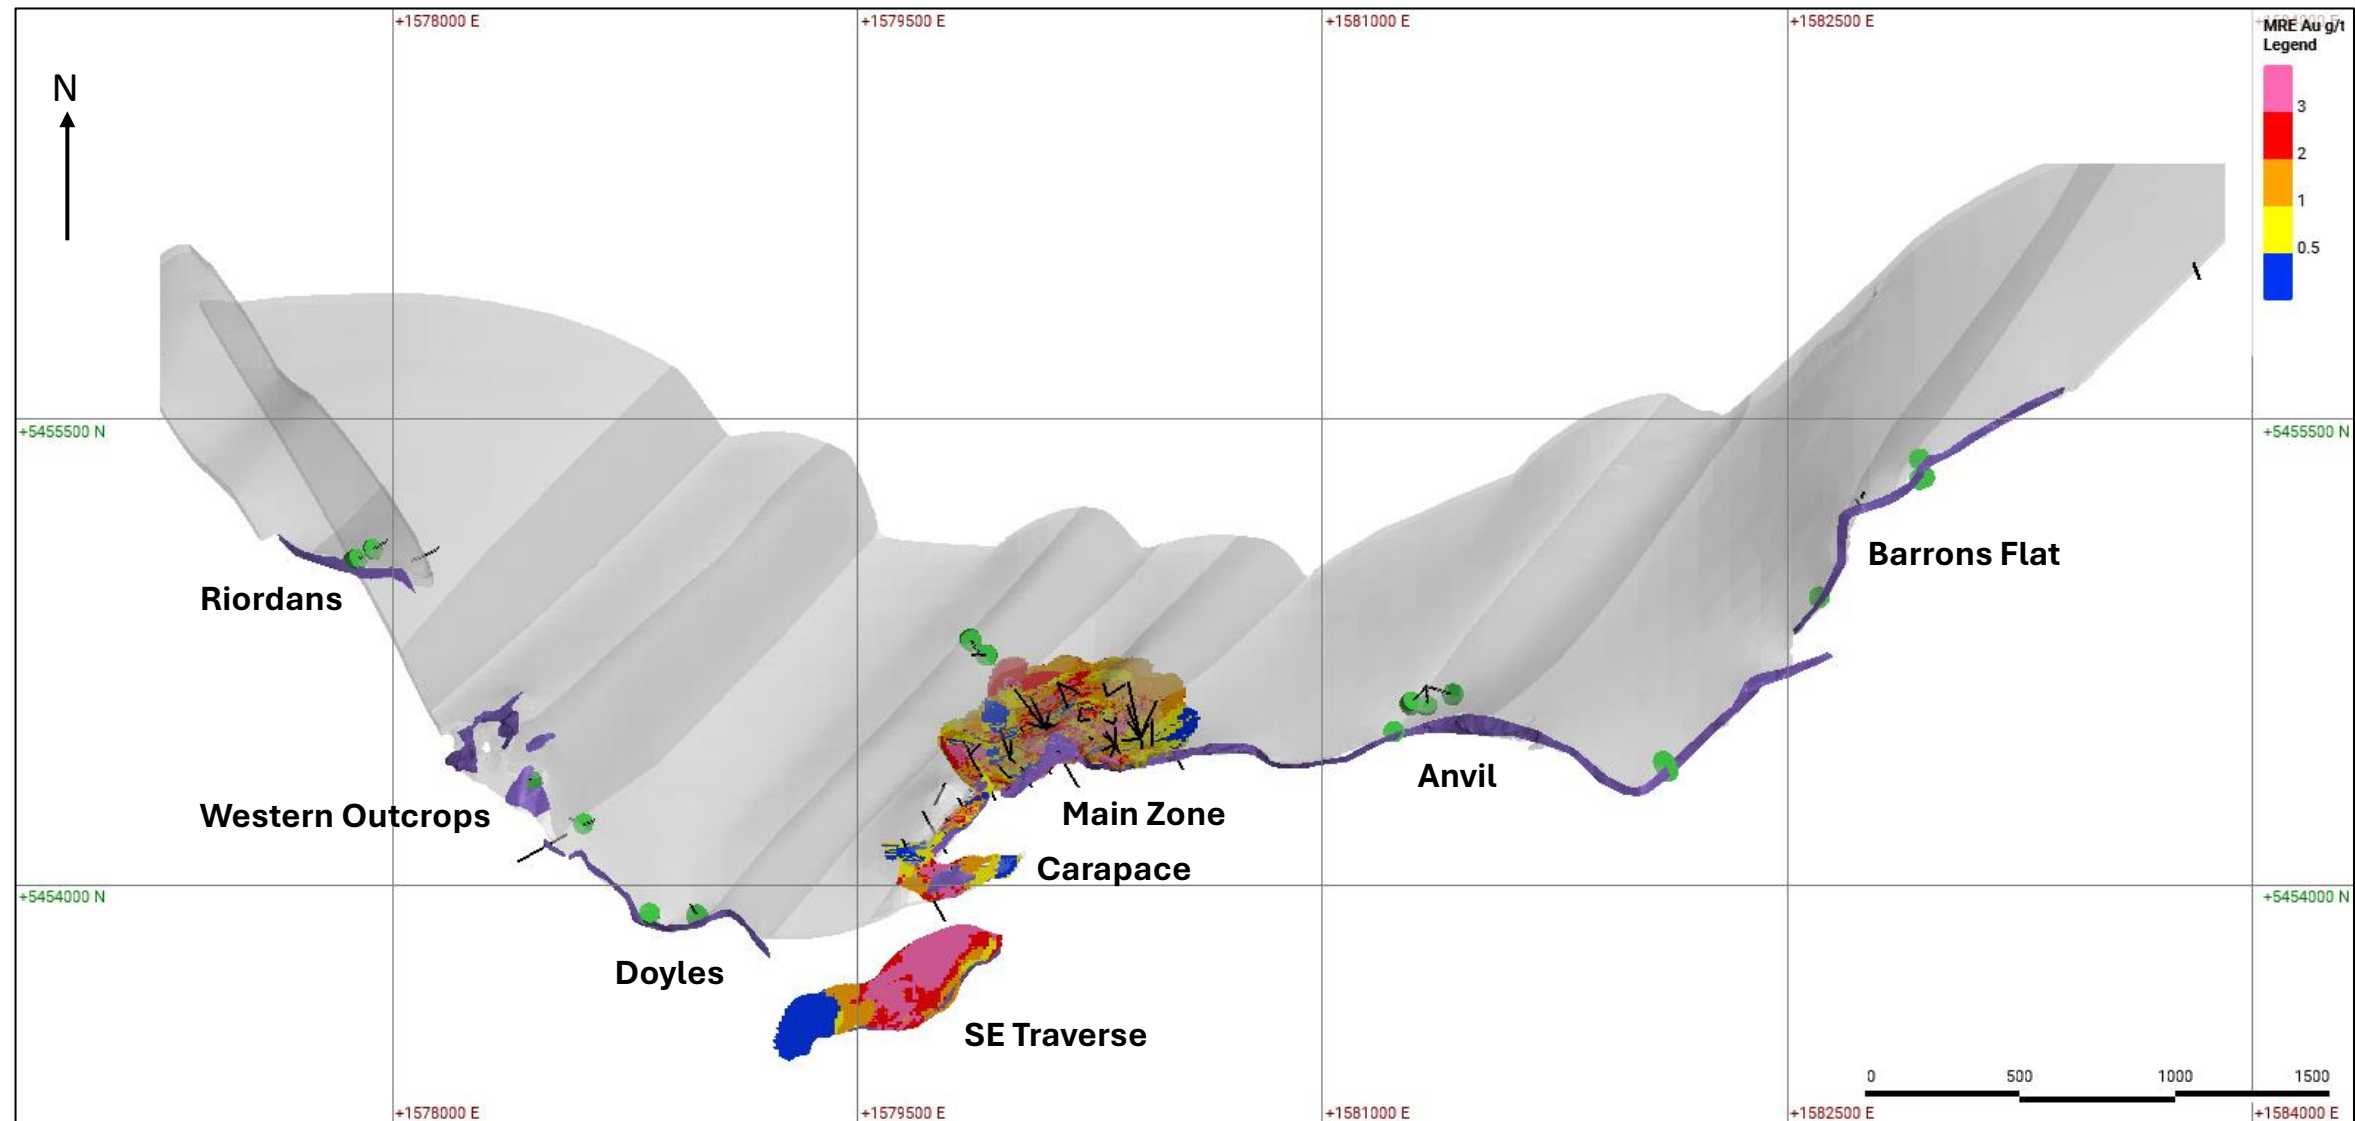 +1578000 E
+1579500 E
+1581000 E
+1582500 E
MRE Au g/t
Legend
N
3
2
1
0.5
+5455500 N
+5455500 N
Riordans
Barrons Flat
Western Outcrops
Main Zone
Anvil
Carapace
+5454000 N
+5454000 N
Doyles
SE Traverse
0
500
1000
1500
+1578000 E
+1579500 E
+1581000 E
+1582500 E
+1584000 E